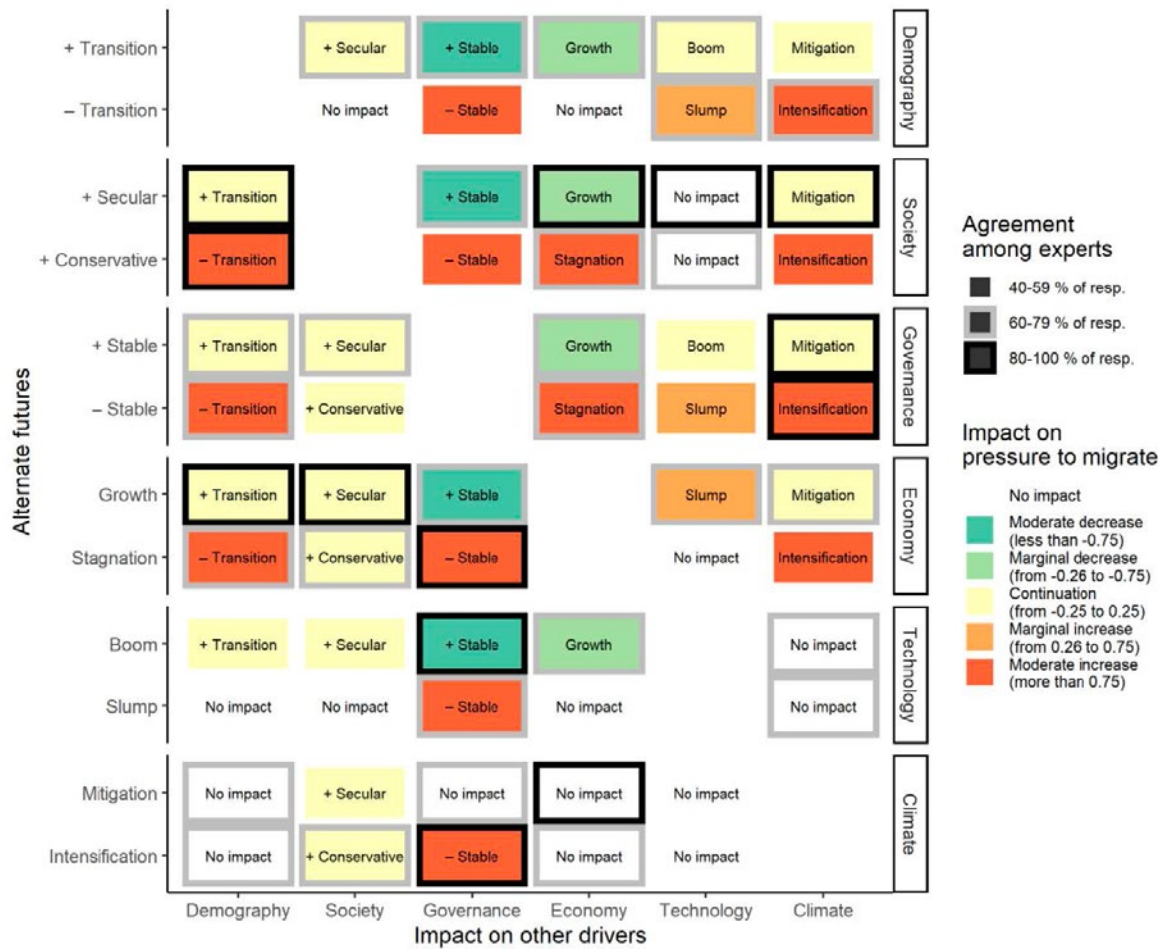 + Transition + Secular + Stable Growth Boom Mitigation
– Transition No impact – Stable No impact Slump Intensification
Demography
+ Secular + Transition + Stable Growth No impact Mitigation
+ Conservative – Transition – Stable Stagnation No impact Intensification
Society
+ Stable + Transition + Secular Growth Boom Mitigation
– Stable – Transition + Conservative Stagnation Slump Intensification
Governance
Growth + Transition + Secular + Stable Slump Mitigation
Stagnation – Transition + Conservative – Stable No impact Intensification
Economy
Boom + Transition + Secular + Stable Growth No impact
Slump No impact No impact – Stable No impact No impact
Technology
Mitigation No impact + Secular No impact No impact No impact
Intensification No impact + Conservative – Stable No impact No impact
Climate
Demography Society Governance Economy Technology Climate
Impact on other drivers
Alternate futures
Agreement
among experts
40-59 % of resp.
60-79 % of resp.
80-100 % of resp.
Impact on
pressure to migrate
No impact
Moderate decrease
(less than -0.75)
Marginal decrease
(from -0.26 to -0.75)
Continuation
(from -0.25 to 0.25)
Marginal increase
(from 0.26 to 0.75)
Moderate increase
(more than 0.75)